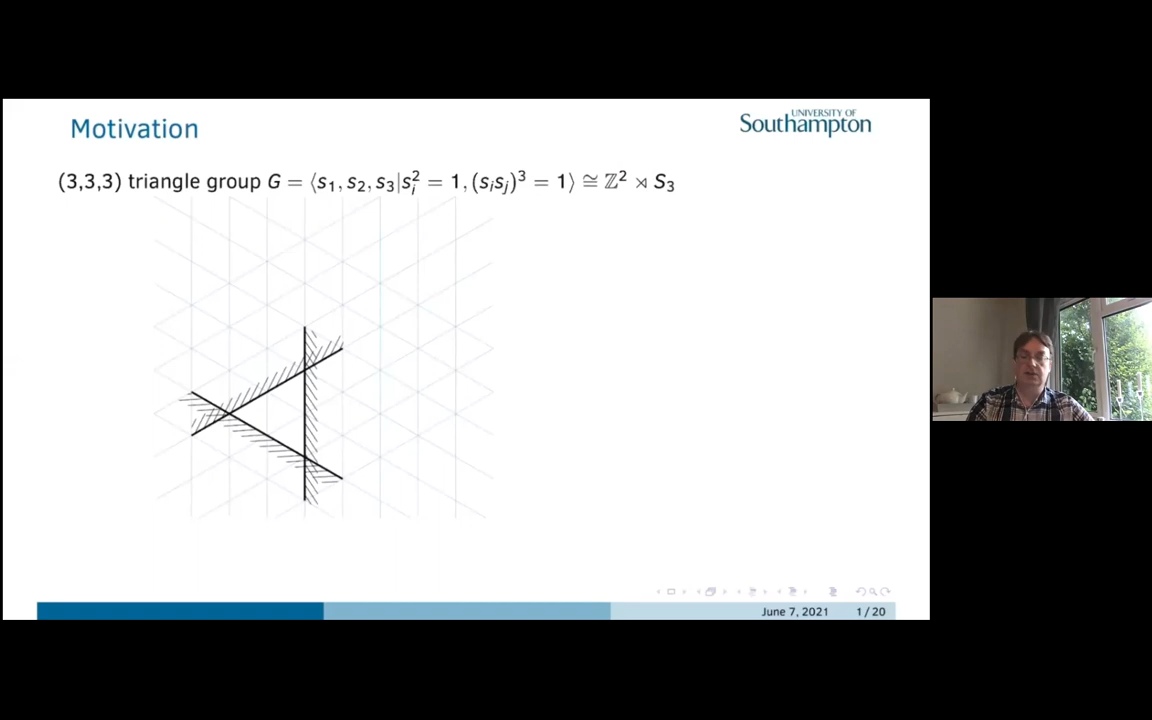 Motivation
UNIVERSITY OF
Southampton
(3,3,3) triangle group G = ⟨s₁, s₂, s₃|sᵢ² = 1, (sᵢsⱼ)³ = 1⟩ ≅ ℤ² ⋊ S₃
June 7, 2021 1 / 20